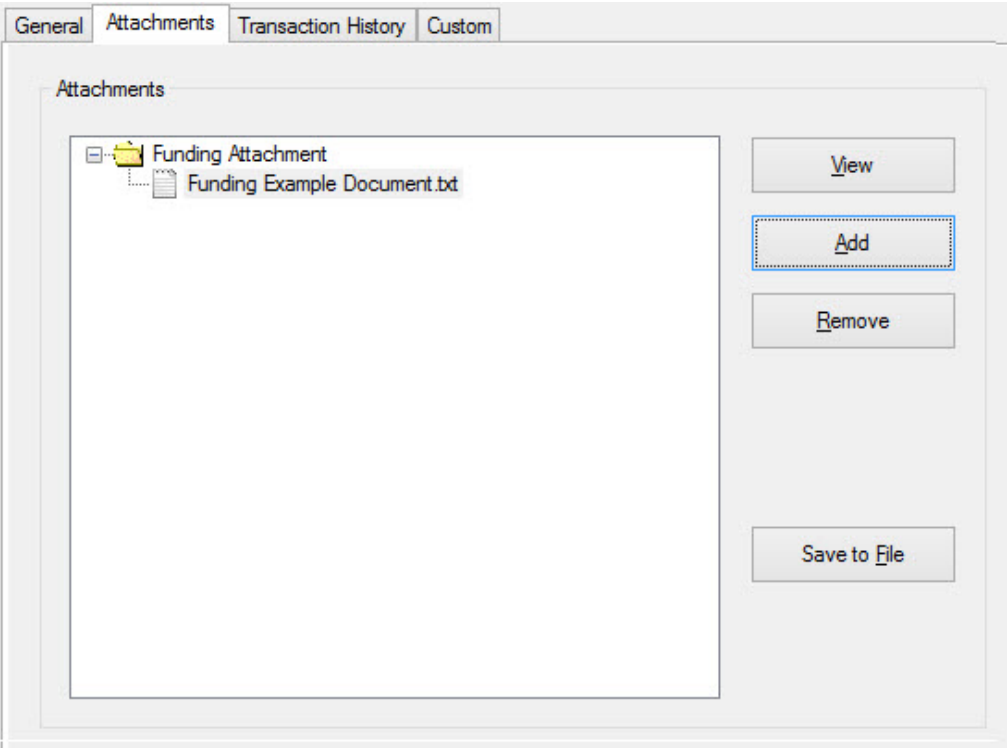 General Attachments Transaction History Custom
Attachments
Funding Attachment
Funding Example Document.txt
View
Add
Remove
Save to File